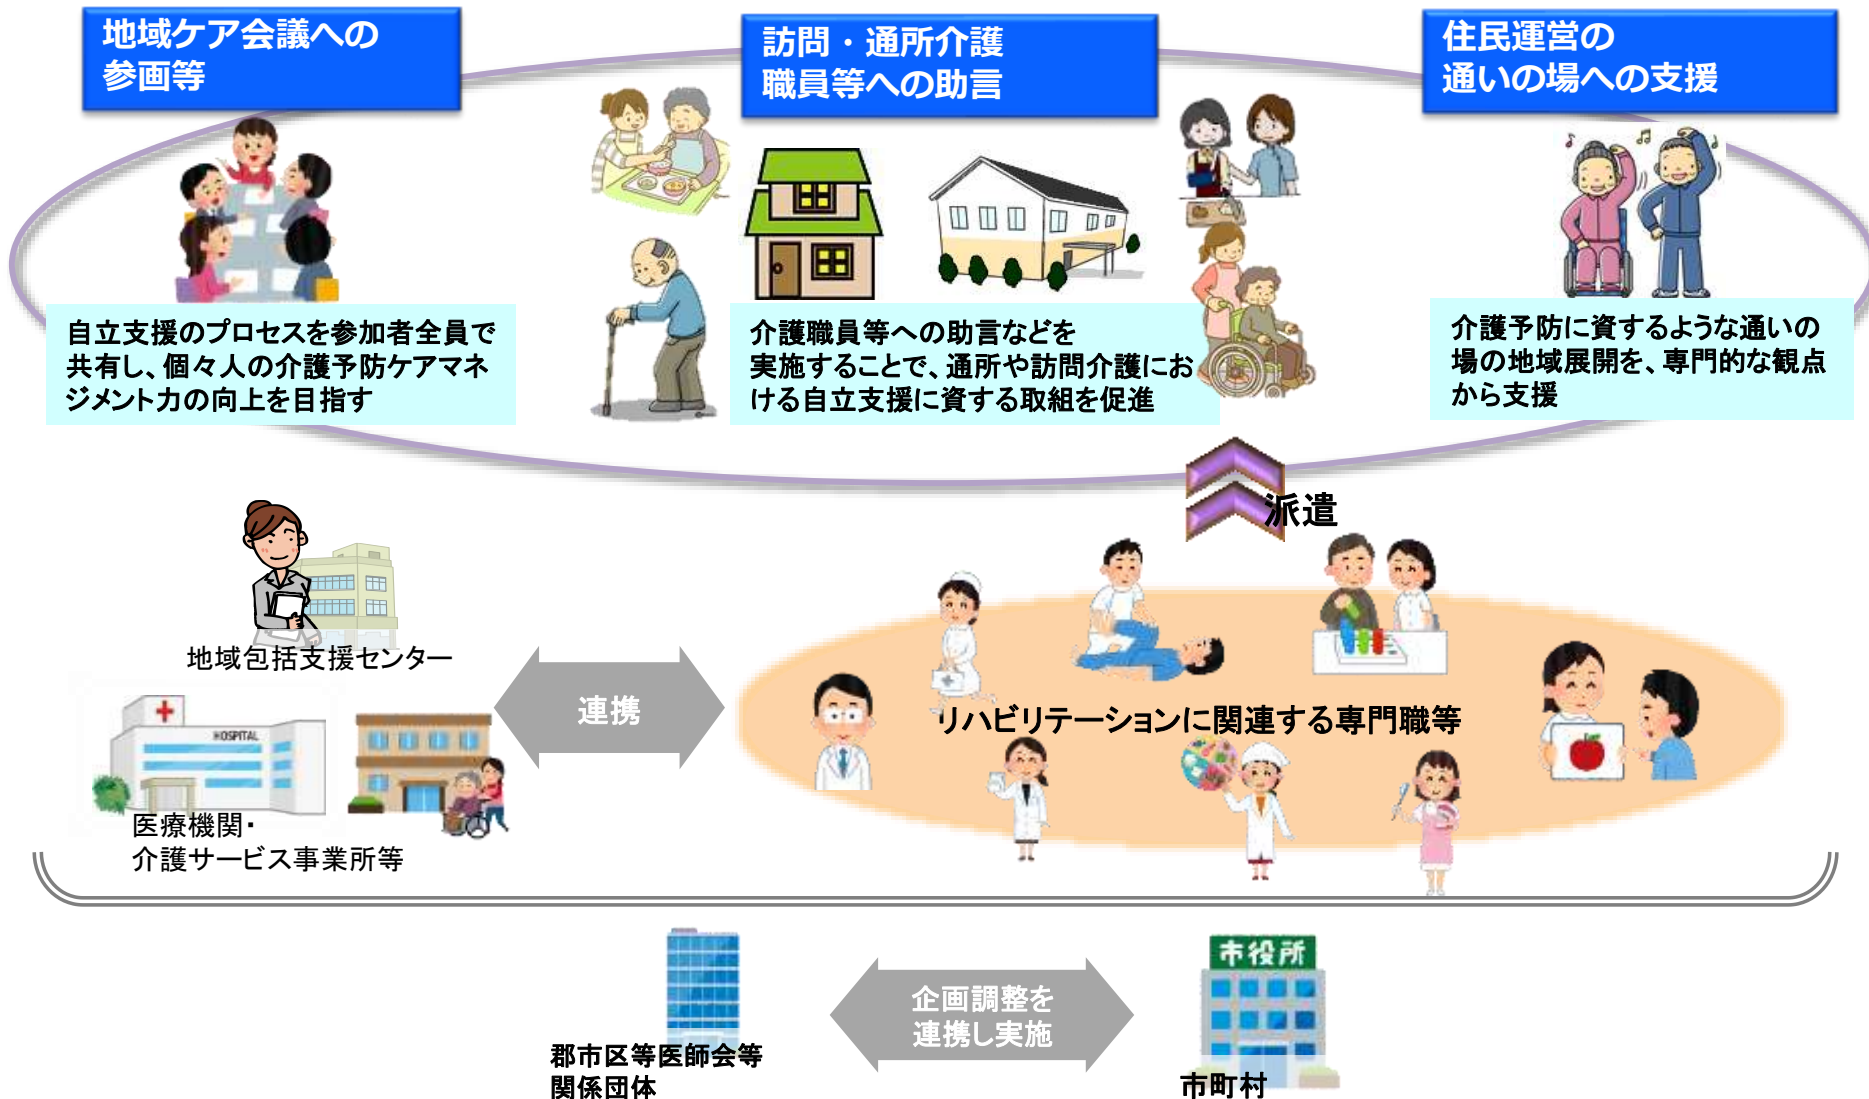 地域ケア会議への
参画等
訪問・通所介護
職員等への助言
住民運営の
通いの場への支援
自立支援のプロセスを参加者全員で
共有し、個々人の介護予防ケアマネ
ジメント力の向上を目指す
介護職員等への助言などを
実施することで、通所や訪問介護にお
ける自立支援に資する取組を促進
介護予防に資するような通いの
場の地域展開を、専門的な観点
から支援
派遣
地域包括支援センター
連携
リハビリテーションに関連する専門職等
HOSPITAL
医療機関・
介護サービス事業所等
市役所
企画調整を
連携し実施
郡市区等医師会等
関係団体
市町村